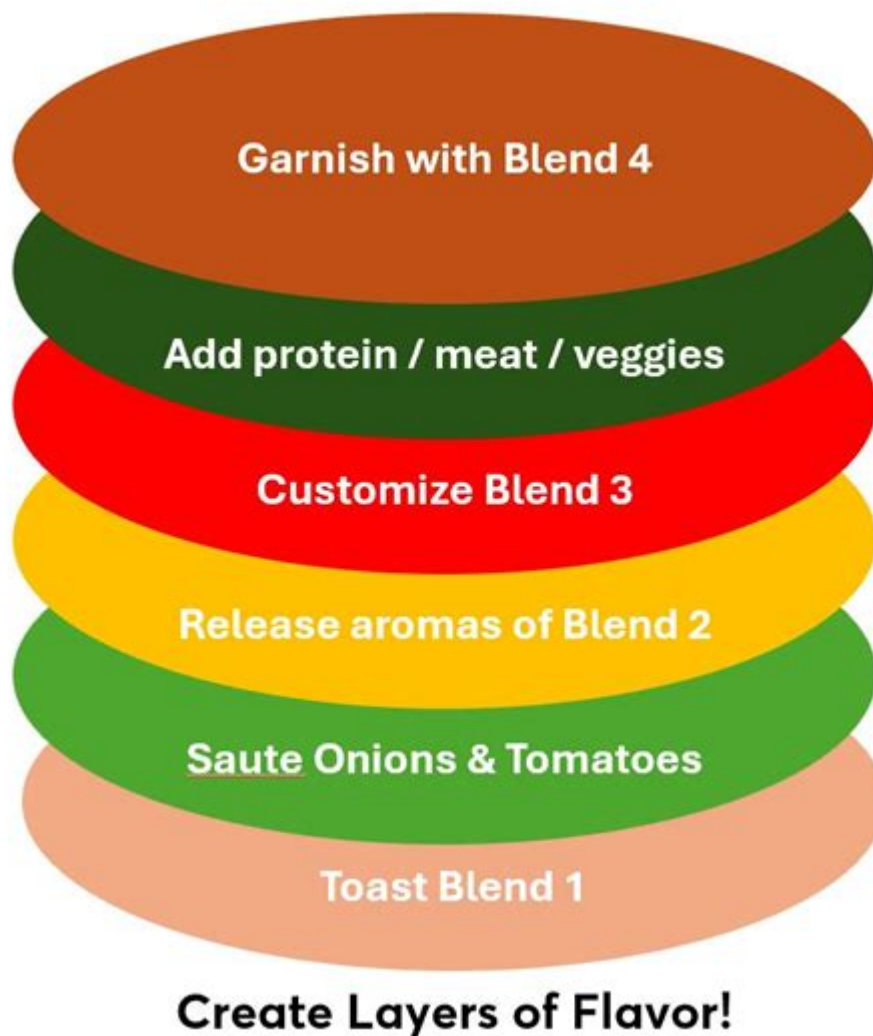 Garnish with Blend 4
Add protein / meat / veggies
Customize Blend 3
Release aromas of Blend 2
Saute Onions & Tomatoes
Toast Blend 1
Create Layers of Flavor!